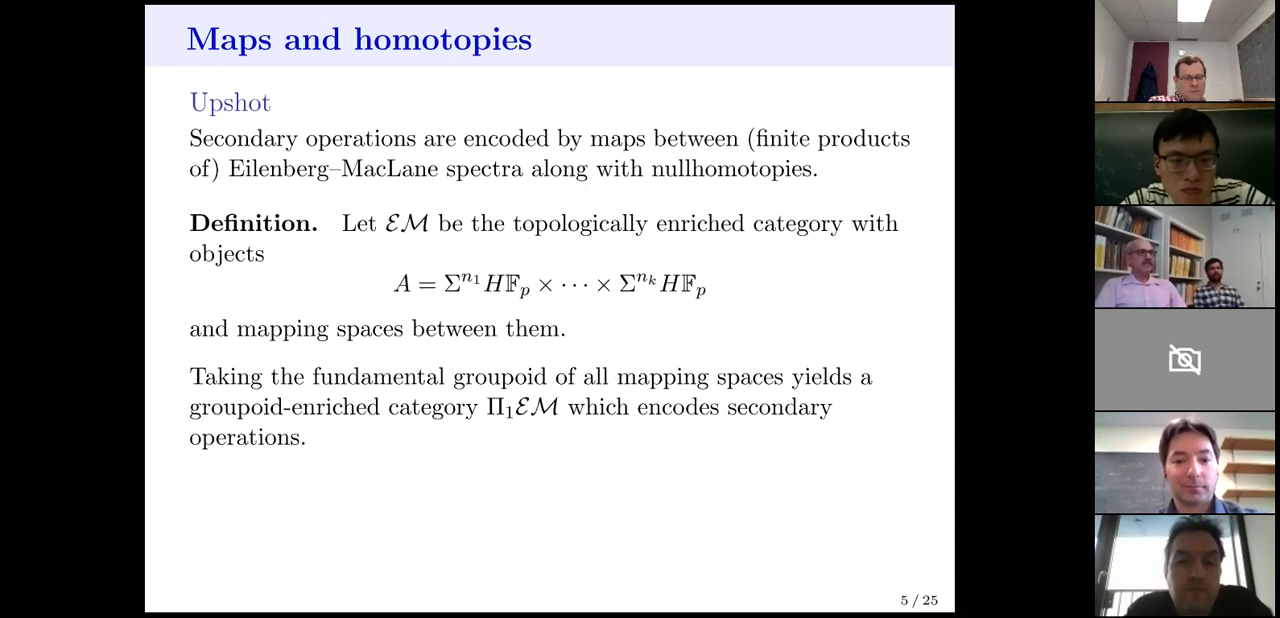 Maps and homotopies
Upshot
Secondary operations are encoded by maps between (finite products
of) Eilenberg–MacLane spectra along with nullhomotopies.
Definition. Let ℰℳ be the topologically enriched category with
objects
A = Σ^{n_1} H𝔽_p × ⋯ × Σ^{n_k} H𝔽_p
and mapping spaces between them.
Taking the fundamental groupoid of all mapping spaces yields a
groupoid-enriched category Π₁ℰℳ which encodes secondary
operations.
5 / 25